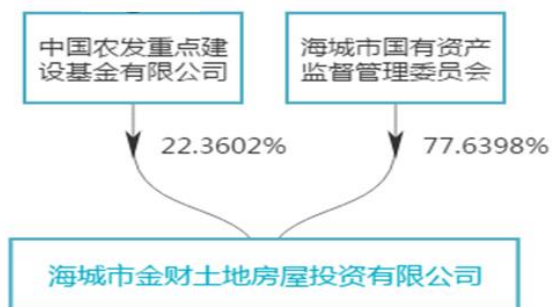 中国农发重点建
设基金有限公司
海城市国有资产
监督管理委员会
22.3602%
77.6398%
海城市金财土地房屋投资有限公司